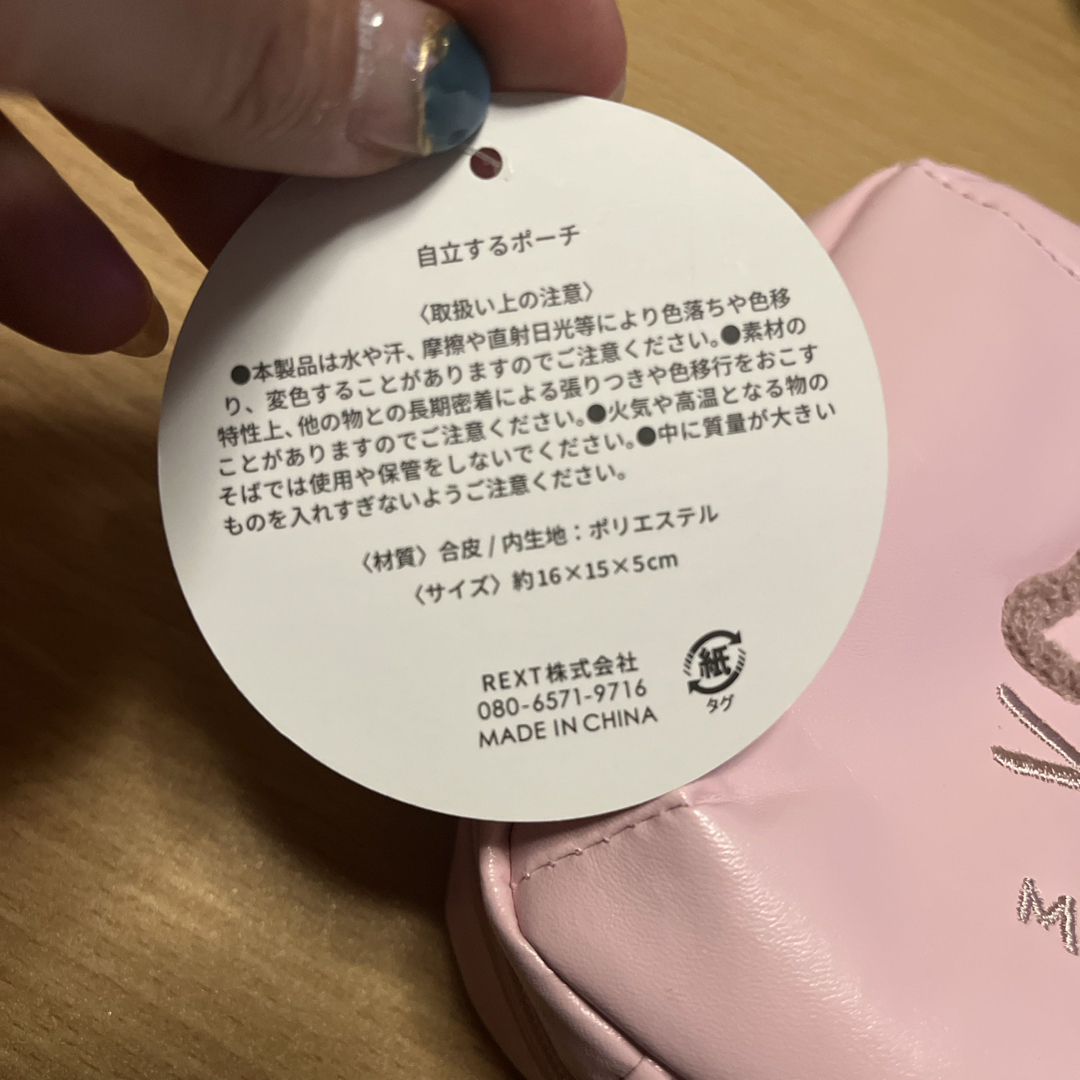 自立するポーチ
〈取扱い上の注意〉
●本製品は水や汗、摩擦や直射日光等により色落ちや色移
り、変色することがありますのでご注意ください。●素材の
特性上、他の物との長期密着による張りつきや色移行をおこす
ことがありますのでご注意ください。●火気や高温となる物の
そばでは使用や保管をしないでください。●中に質量が大きい
ものを入れすぎないようご注意ください。
〈材質〉合皮 / 内生地：ポリエステル
〈サイズ〉約16×15×5cm
REXT株式会社
080-6571-9716
MADE IN CHINA
紙
タグ